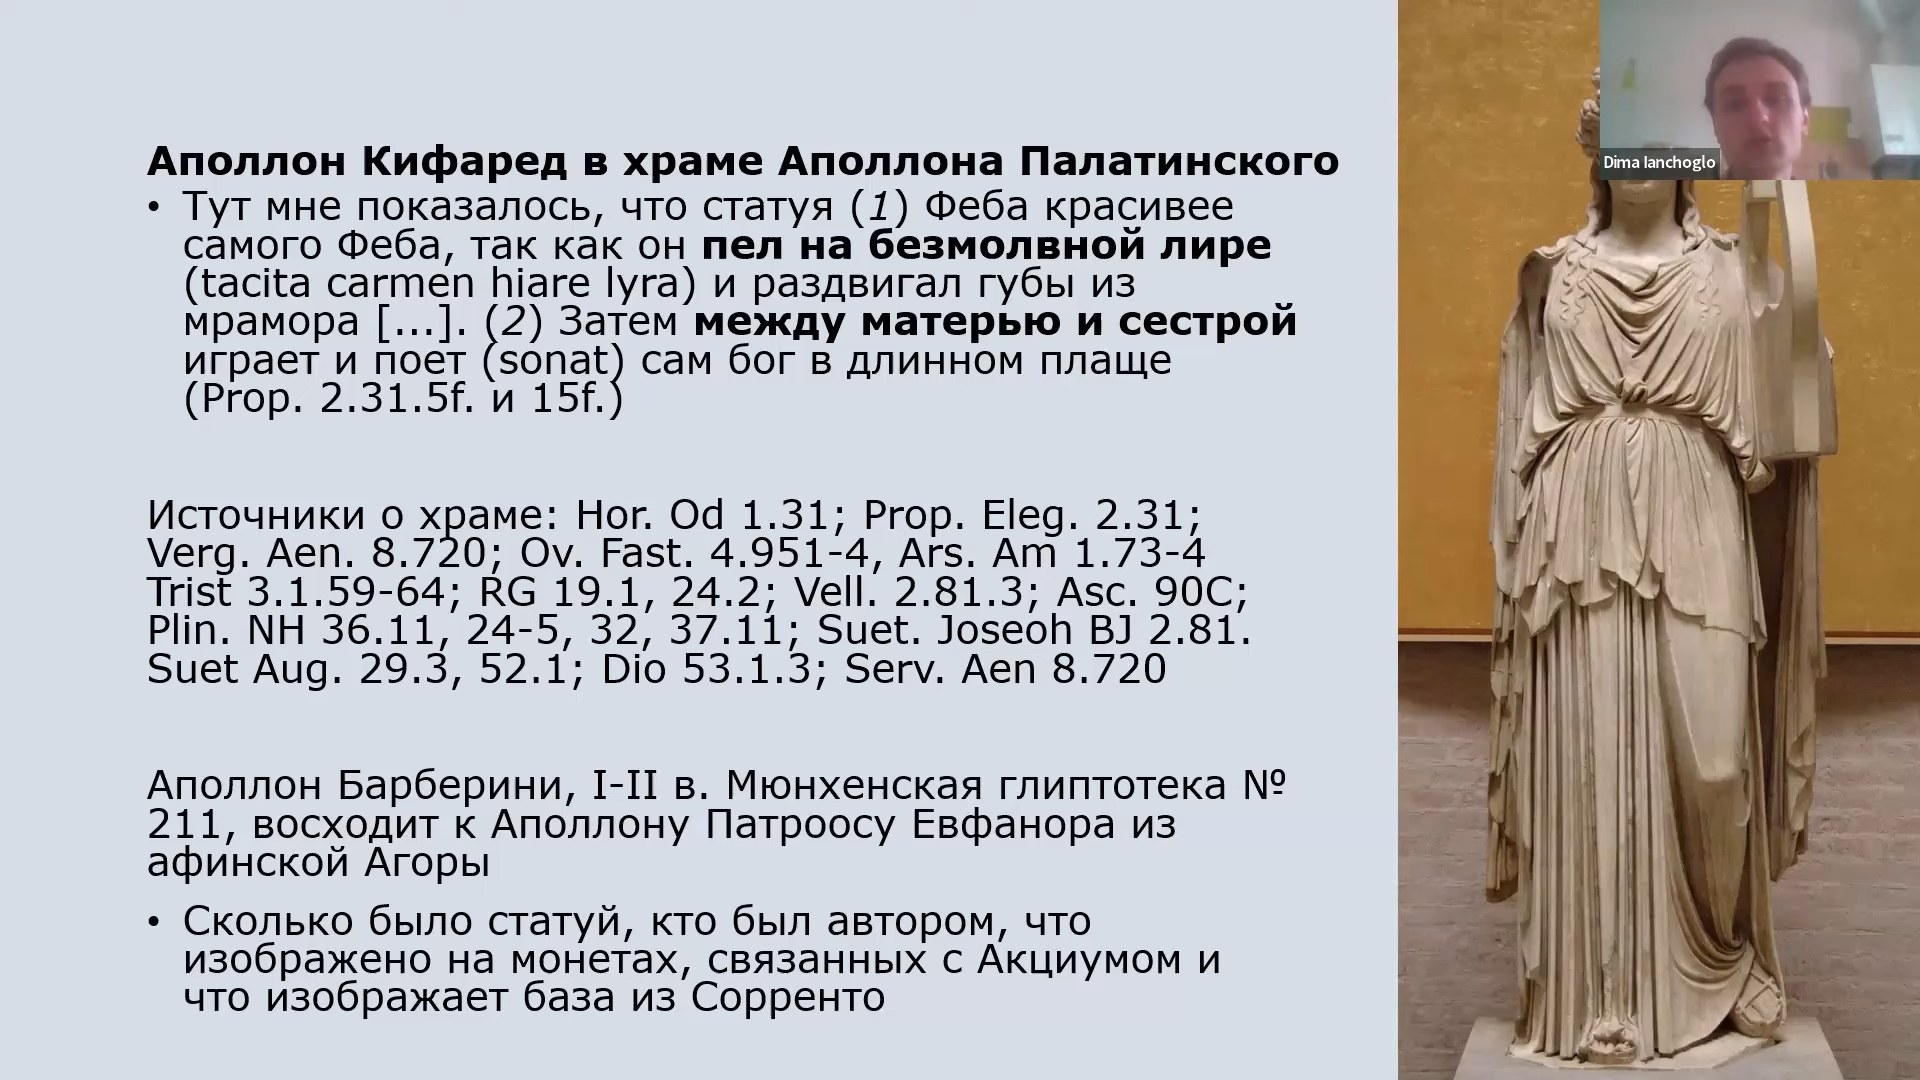 Dima Ianchoglo
Аполлон Кифаред в храме Аполлона Палатинского
• Тут мне показалось, что статуя (1) Феба красивее
самого Феба, так как он пел на безмолвной лире
(tacita carmen hiare lyra) и раздвигал губы из
мрамора [...]. (2) Затем между матерью и сестрой
играет и поет (sonat) сам бог в длинном плаще
(Prop. 2.31.5f. и 15f.)
Источники о храме: Hor. Od 1.31; Prop. Eleg. 2.31;
Verg. Aen. 8.720; Ov. Fast. 4.951-4, Ars. Am 1.73-4
Trist 3.1.59-64; RG 19.1, 24.2; Vell. 2.81.3; Asc. 90C;
Plin. NH 36.11, 24-5, 32, 37.11; Suet. Joseoh BJ 2.81.
Suet Aug. 29.3, 52.1; Dio 53.1.3; Serv. Aen 8.720
Аполлон Барберини, I-II в. Мюнхенская глиптотека №
211, восходит к Аполлону Патроосу Евфанора из
афинской Агоры
• Сколько было статуй, кто был автором, что
изображено на монетах, связанных с Акциумом и
что изображает база из Сорренто